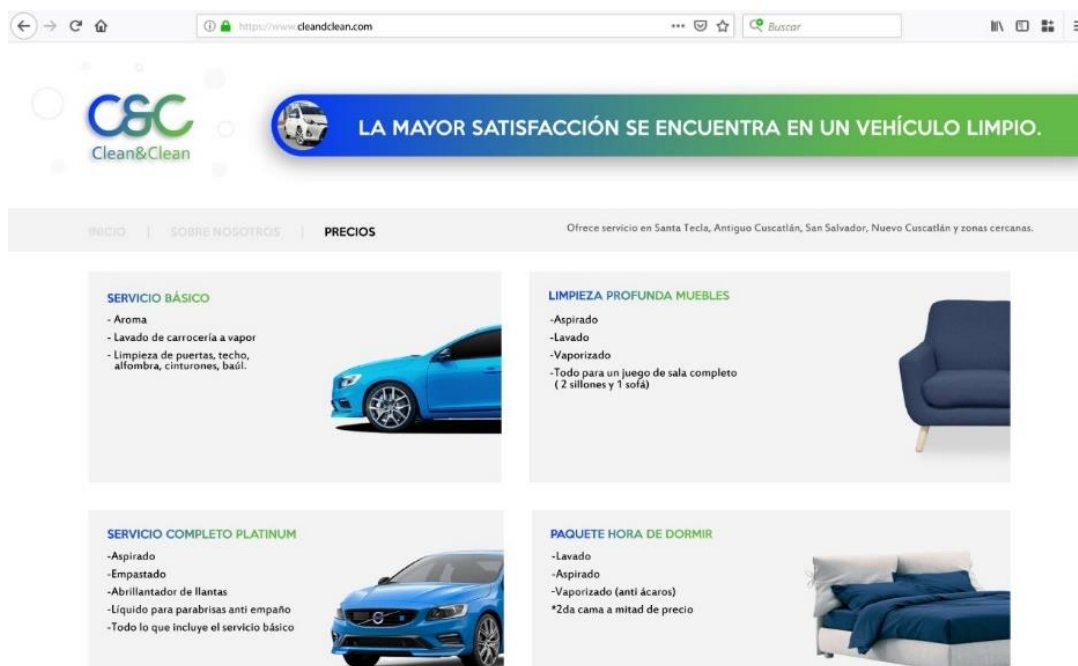 https://www.cleandclean.com
Buscar
C&C
Clean&Clean
LA MAYOR SATISFACCIÓN SE ENCUENTRA EN UN VEHÍCULO LIMPIO.
INICIO | SOBRE NOSOTROS | PRECIOS
Ofrece servicio en Santa Tecla, Antiguo Cuscatlán, San Salvador, Nuevo Cuscatlán y zonas cercanas.
SERVICIO BÁSICO
- Aroma
- Lavado de carrocería a vapor
- Limpieza de puertas, techo,
alfombra, cinturones, baúl.
LIMPIEZA PROFUNDA MUEBLES
-Aspirado
-Lavado
-Vaporizado
-Todo para un juego de sala completo
( 2 sillones y 1 sofá)
SERVICIO COMPLETO PLATINUM
-Aspirado
-Empastado
-Abrillantador de llantas
-Líquido para parabrisas anti empaño
-Todo lo que incluye el servicio básico
PAQUETE HORA DE DORMIR
-Lavado
-Aspirado
-Vaporizado (anti ácaros)
*2da cama a mitad de precio